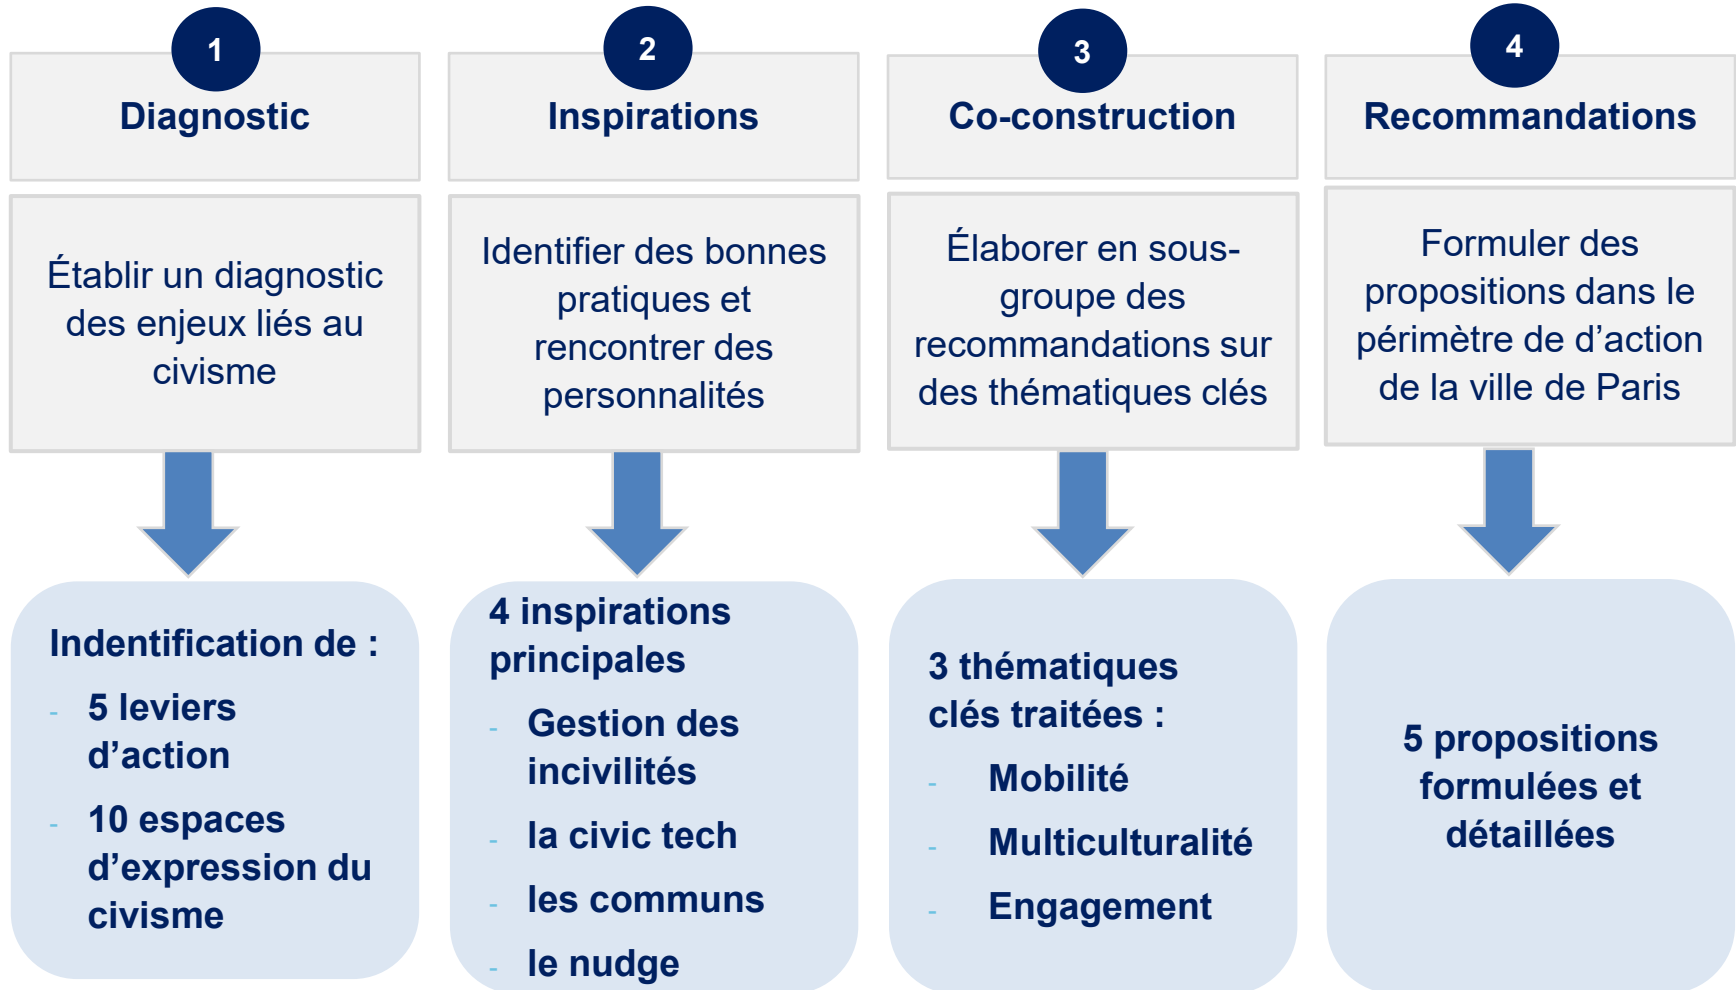 1
Diagnostic
Établir un diagnostic
des enjeux liés au
civisme
Indentification de :
- 5 leviers
d’action
- 10 espaces
d’expression du
civisme
2
Inspirations
Identifier des bonnes
pratiques et
rencontrer des
personnalités
4 inspirations
principales
- Gestion des
incivilités
- la civic tech
- les communs
- le nudge
3
Co-construction
Élaborer en sous-
groupe des
recommandations sur
des thématiques clés
3 thématiques
clés traitées :
- Mobilité
- Multiculturalité
- Engagement
4
Recommandations
Formuler des
propositions dans le
périmètre de d’action
de la ville de Paris
5 propositions
formulées et
détaillées